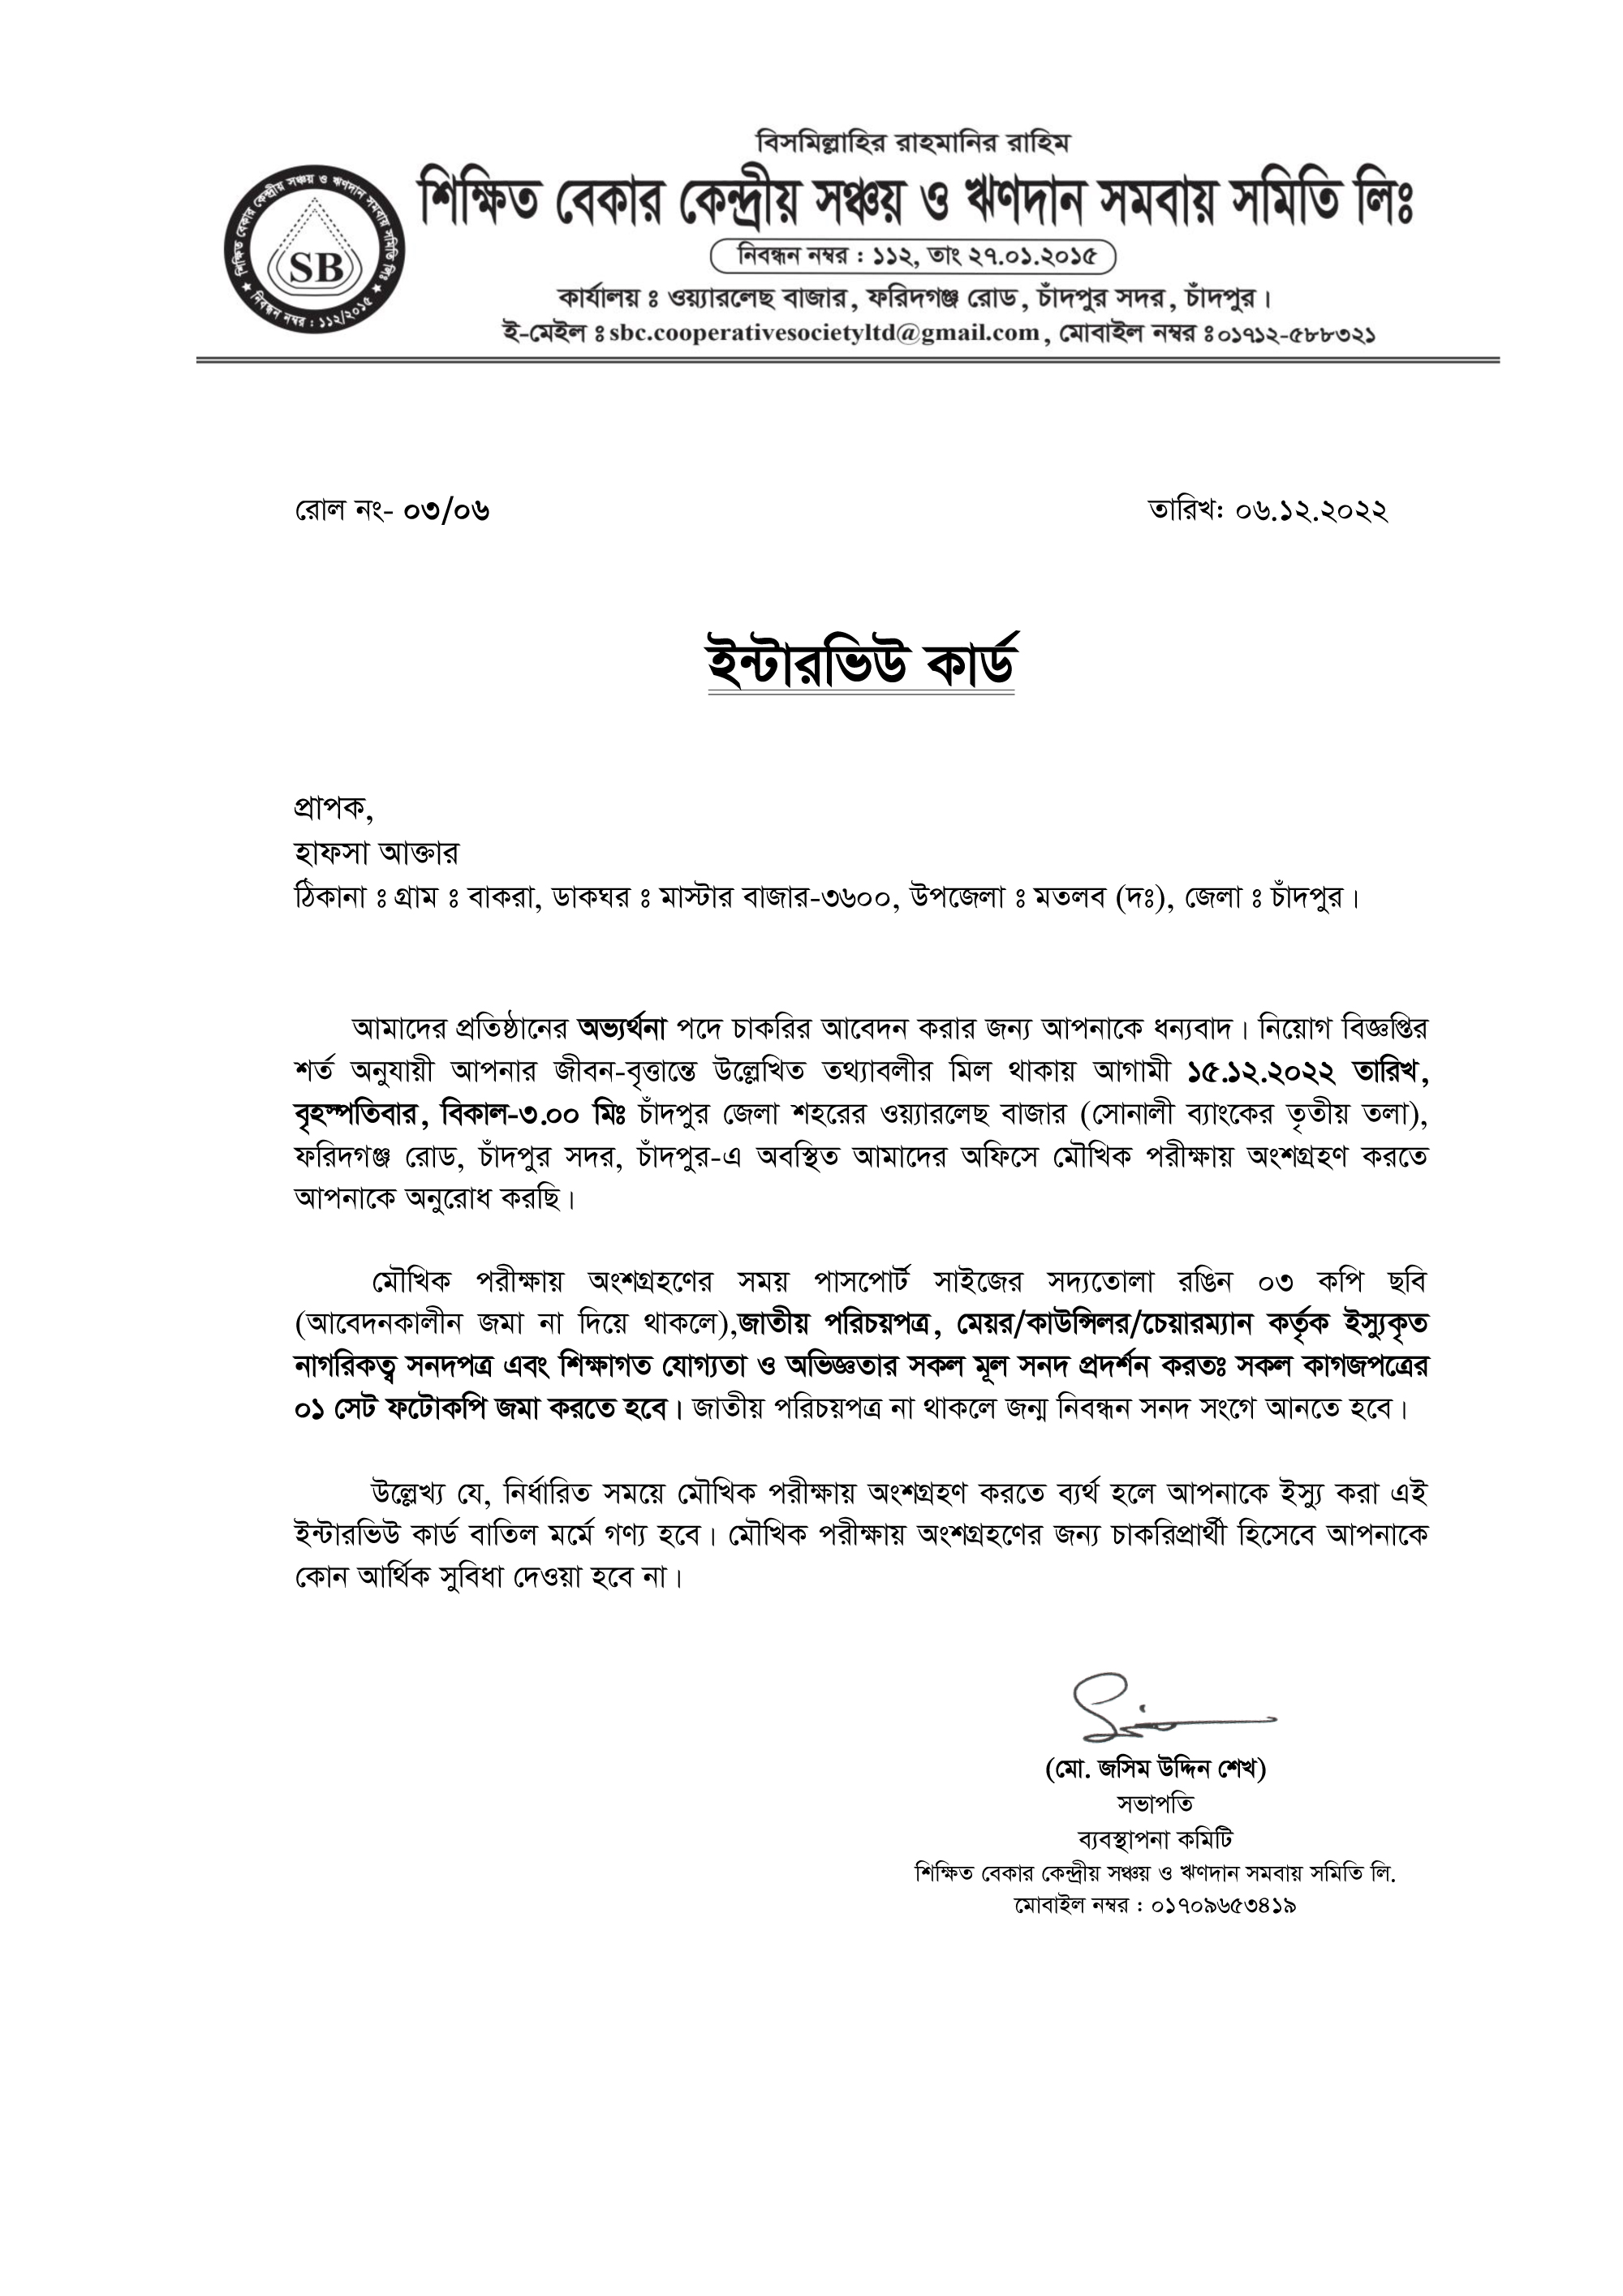 বিসমিল্লাহির রাহমানির রাহিম
শিক্ষিত বেকার কেন্দ্রীয় সঞ্চয় ও ঋণদান সমবায় সমিতি লিঃ
শিক্ষিত বেকার কেন্দ্রীয় সঞ্চয় ও ঋণদান সমবায় সমিতি লিঃ
SB
নিবন্ধন নম্বর : ১১২/২০১৫
নিবন্ধন নম্বর : ১১২, তাং ২৭.০১.২০১৫
কার্যালয় ঃ ওয়্যারলেছ বাজার, ফরিদগঞ্জ রোড, চাঁদপুর সদর, চাঁদপুর।
ই-মেইল ঃ sbc.cooperativesocietyltd@gmail.com, মোবাইল নম্বর ঃ ০১৭১২-৫৮৮৩২১
রোল নং- ০৩/০৬ তারিখ: ০৬.১২.২০২২
ইন্টারভিউ কার্ড
প্রাপক,
হাফসা আক্তার
ঠিকানা ঃ গ্রাম ঃ বাকরা, ডাকঘর ঃ মাস্টার বাজার-৩৬০০, উপজেলা ঃ মতলব (দঃ), জেলা ঃ চাঁদপুর।
আমাদের প্রতিষ্ঠানের অভ্যর্থনা পদে চাকরির আবেদন করার জন্য আপনাকে ধন্যবাদ। নিয়োগ বিজ্ঞপ্তির
শর্ত অনুযায়ী আপনার জীবন-বৃত্তান্তে উল্লেখিত তথ্যাবলীর মিল থাকায় আগামী ১৫.১২.২০২২ তারিখ,
বৃহস্পতিবার, বিকাল-৩.০০ মিঃ চাঁদপুর জেলা শহরের ওয়্যারলেছ বাজার (সোনালী ব্যাংকের তৃতীয় তলা),
ফরিদগঞ্জ রোড, চাঁদপুর সদর, চাঁদপুর-এ অবস্থিত আমাদের অফিসে মৌখিক পরীক্ষায় অংশগ্রহণ করতে
আপনাকে অনুরোধ করছি।
মৌখিক পরীক্ষায় অংশগ্রহণের সময় পাসপোর্ট সাইজের সদ্যতোলা রঙিন ০৩ কপি ছবি
(আবেদনকালীন জমা না দিয়ে থাকলে),জাতীয় পরিচয়পত্র, মেয়র/কাউন্সিলর/চেয়ারম্যান কর্তৃক ইস্যুকৃত
নাগরিকত্ব সনদপত্র এবং শিক্ষাগত যোগ্যতা ও অভিজ্ঞতার সকল মূল সনদ প্রদর্শন করতঃ সকল কাগজপত্রের
০১ সেট ফটোকপি জমা করতে হবে। জাতীয় পরিচয়পত্র না থাকলে জন্ম নিবন্ধন সনদ সংগে আনতে হবে।
উল্লেখ্য যে, নির্ধারিত সময়ে মৌখিক পরীক্ষায় অংশগ্রহণ করতে ব্যর্থ হলে আপনাকে ইস্যু করা এই
ইন্টারভিউ কার্ড বাতিল মর্মে গণ্য হবে। মৌখিক পরীক্ষায় অংশগ্রহণের জন্য চাকরিপ্রার্থী হিসেবে আপনাকে
কোন আর্থিক সুবিধা দেওয়া হবে না।
(মো. জসিম উদ্দিন শেখ)
সভাপতি
ব্যবস্থাপনা কমিটি
শিক্ষিত বেকার কেন্দ্রীয় সঞ্চয় ও ঋণদান সমবায় সমিতি লি.
মোবাইল নম্বর : ০১৭০৯৬৫৩৪১৯